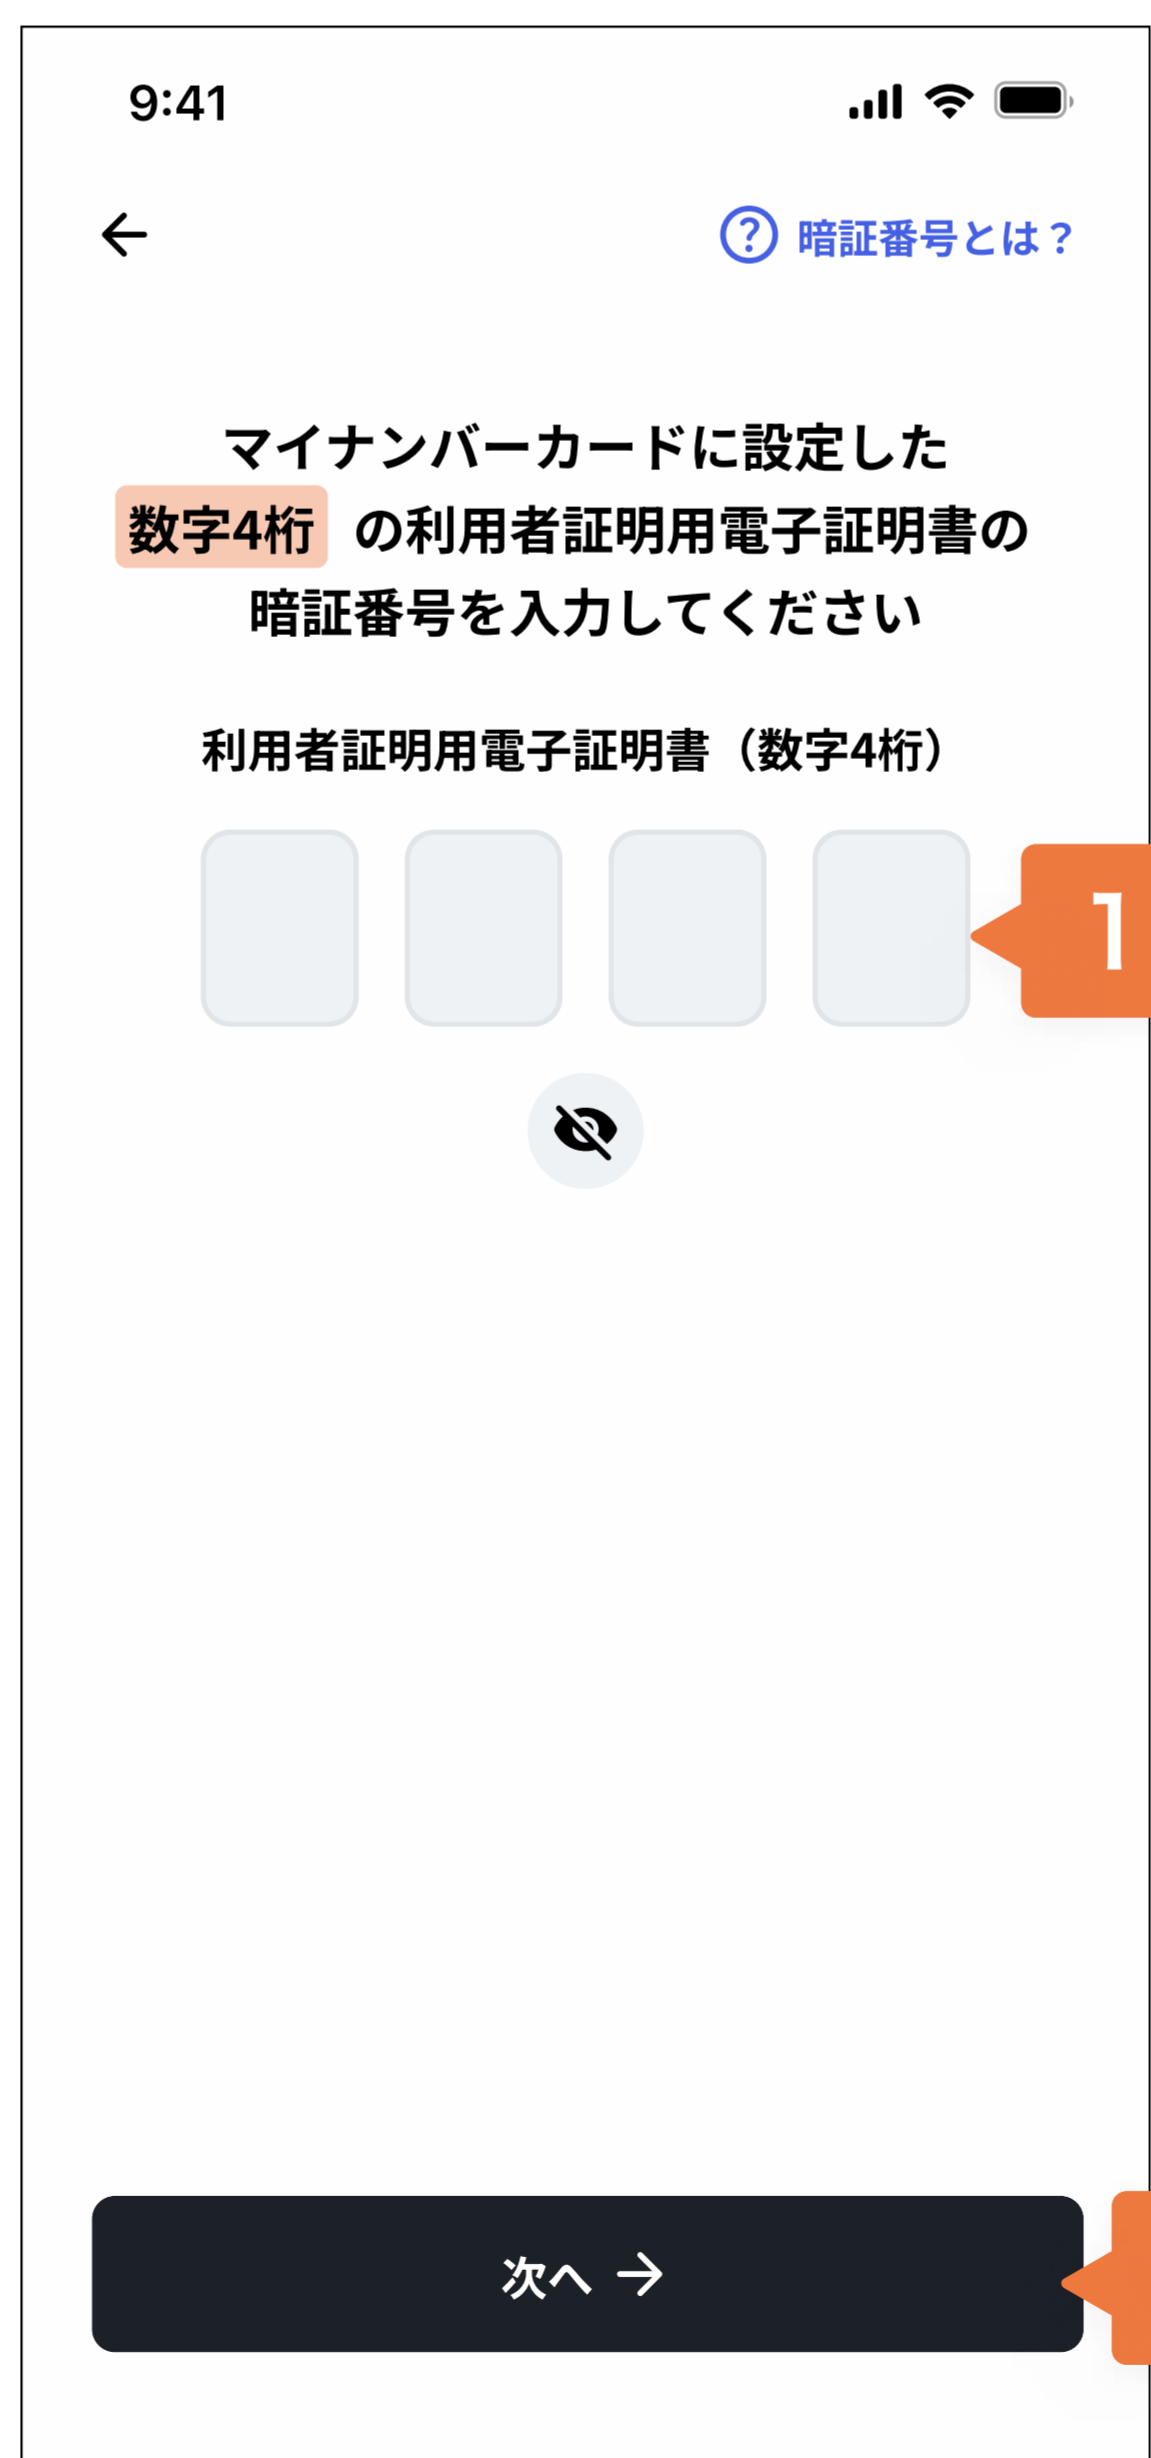 9:41
暗証番号とは？
マイナンバーカードに設定した
数字4桁 の利用者証明用電子証明書の
暗証番号を入力してください
利用者証明用電子証明書（数字4桁）
1
次へ